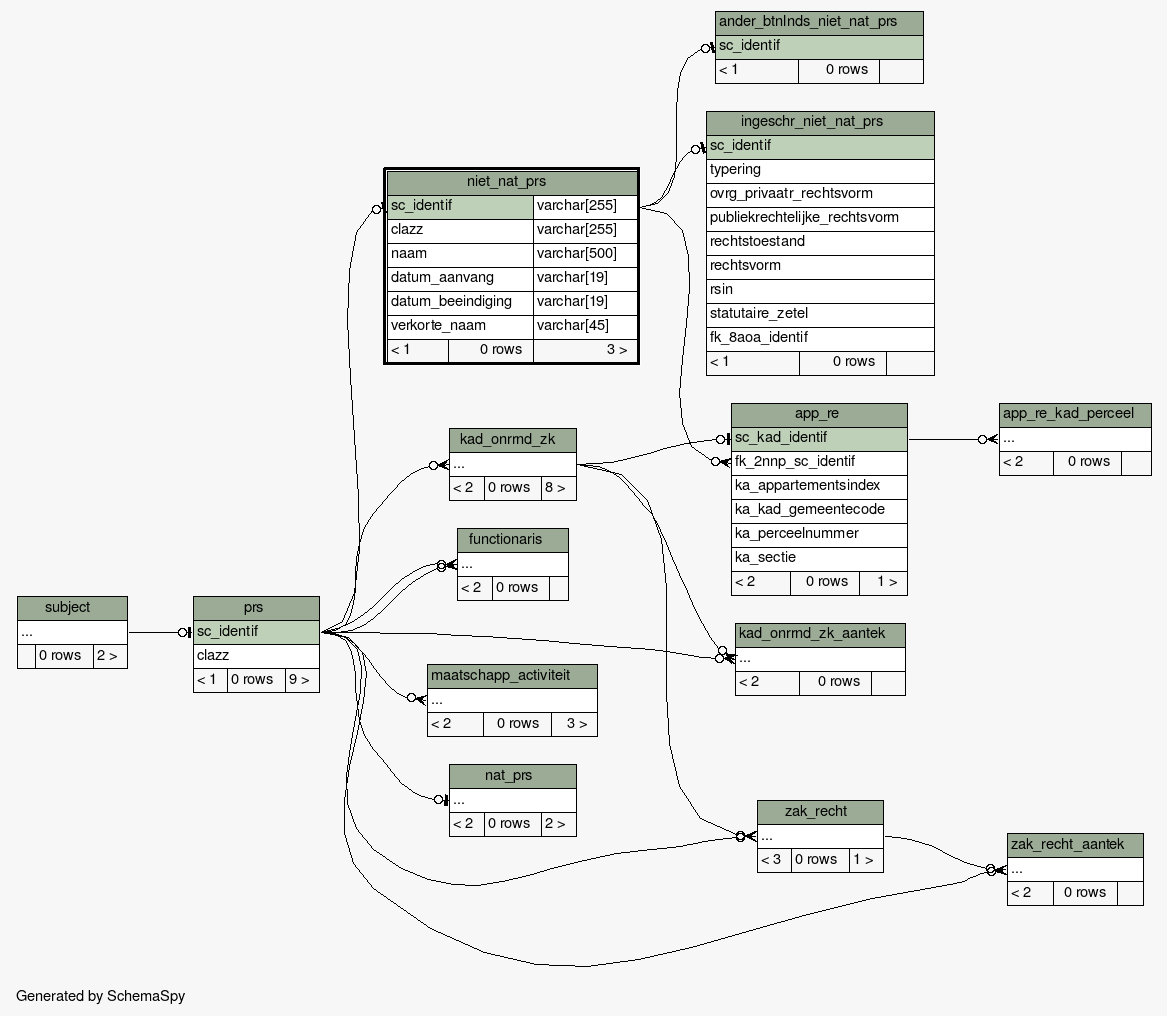 ander_btnlnds_niet_nat_prs
sc_identif
< 1 0 rows
ingeschr_niet_nat_prs
sc_identif
typering
ovrg_privaatr_rechtsvorm
publiekrechtelijke_rechtsvorm
rechtstoestand
rechtsvorm
rsin
statutaire_zetel
fk_8aoa_identif
< 1 0 rows
niet_nat_prs
sc_identif varchar[255]
clazz varchar[255]
naam varchar[500]
datum_aanvang varchar[19]
datum_beeindiging varchar[19]
verkorte_naam varchar[45]
< 1 0 rows 3 >
app_re
sc_kad_identif
fk_2nnp_sc_identif
ka_appartementsindex
ka_kad_gemeentecode
ka_perceelnummer
ka_sectie
< 2 0 rows 1 >
app_re_kad_perceel
...
< 2 0 rows
kad_onrrnd_zk
...
< 2 0 rows 8 >
functionaris
...
< 2 0 rows
subject
...
0 rows 2 >
prs
sc_identif
clazz
< 1 0 rows 9 >
kad_onrrnd_zk_aantek
...
< 2 0 rows
maatschapp_activiteit
...
< 2 0 rows 3 >
nat_prs
...
< 2 0 rows 2 >
zak_recht
...
< 3 0 rows 1 >
zak_recht_aantek
...
< 2 0 rows
Generated by SchemaSpy